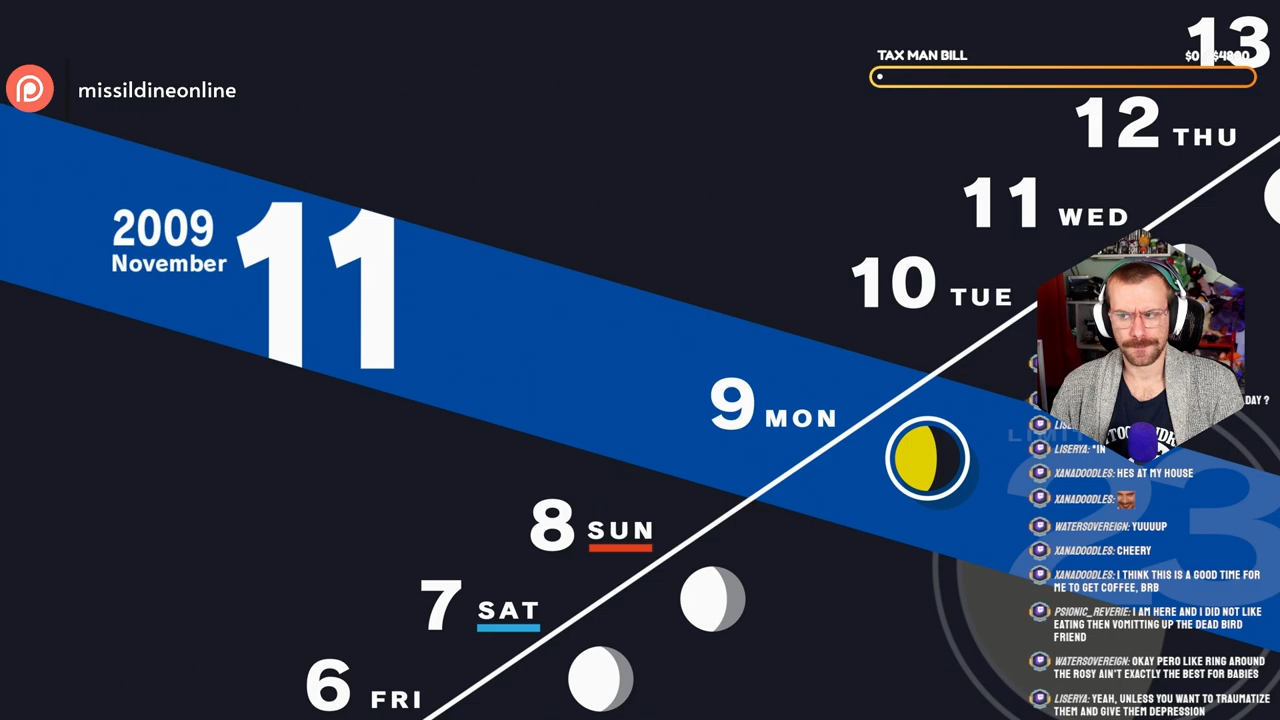 13
TAX MAN BILL
missildineonline
12 THU
2009
November 11
11 WED
10 TUE
9 MON
DAY ?
LISERYA: *IN
XANADOODLES: HES AT MY HOUSE
XANADOODLES:
WATERSOVEREIGN: YUUUUP
XANADOODLES: CHEERY
8 SUN
XANADOODLES: I THINK THIS IS A GOOD TIME FOR
ME TO GET COFFEE, BRB
7 SAT
PSIONIC_REVERIE: I AM HERE AND I DID NOT LIKE
EATING THEN VOMITTING UP THE DEAD BIRD
FRIEND
6 FRI
WATERSOVEREIGN: OKAY PERO LIKE RING AROUND
THE ROSY AIN'T EXACTLY THE BEST FOR BABIES
LISERYA: YEAH, UNLESS YOU WANT TO TRAUMATIZE
THEM AND GIVE THEM DEPRESSION
23